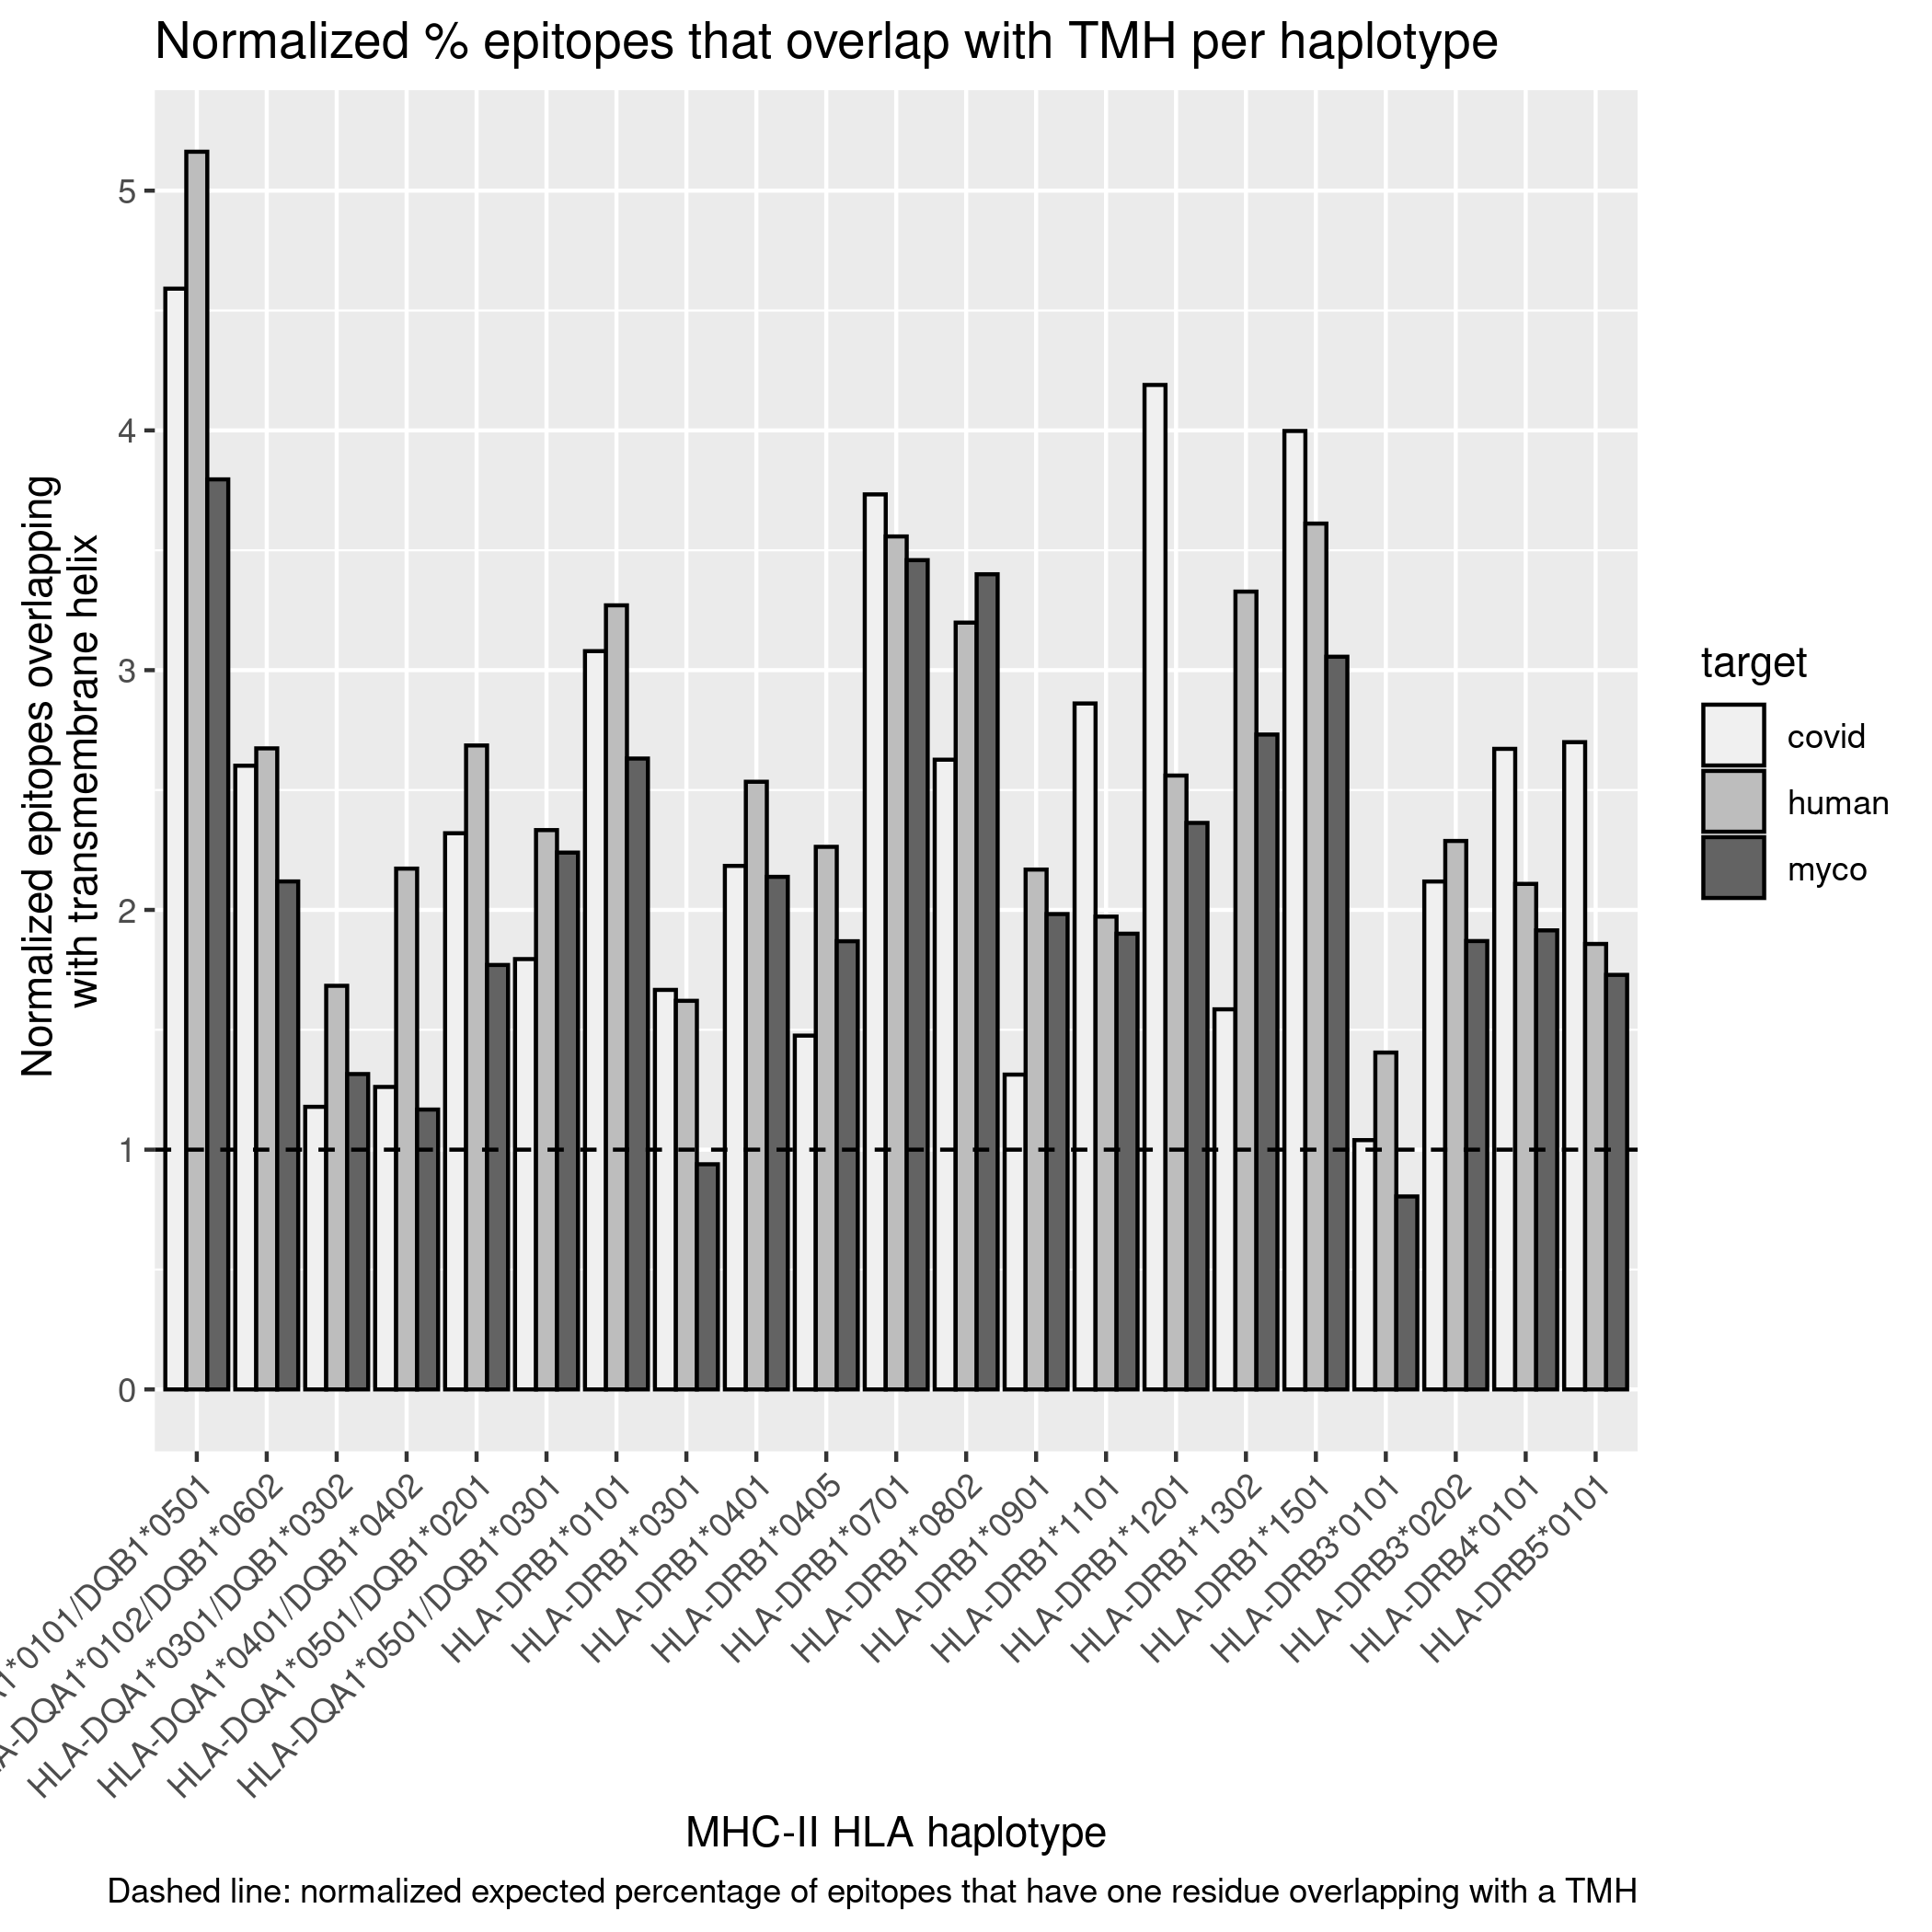 Normalized % epitopes that overlap with TMH per haplotype
Normalized epitopes overlapping
with transmembrane helix
5
4
3
2
1
0
1*0101/DQB1*0501
A-DQA1*0102/DQB1*0602
HLA-DQA1*0301/DQB1*0302
HLA-DQA1*0401/DQB1*0402
HLA-DQA1*0501/DQB1*0201
HLA-DQA1*0501/DQB1*0301
HLA-DRB1*0101
HLA-DRB1*0301
HLA-DRB1*0401
HLA-DRB1*0405
HLA-DRB1*0701
HLA-DRB1*0802
HLA-DRB1*0901
HLA-DRB1*1101
HLA-DRB1*1201
HLA-DRB1*1302
HLA-DRB1*1501
HLA-DRB3*0101
HLA-DRB3*0202
HLA-DRB4*0101
HLA-DRB5*0101
MHC-II HLA haplotype
Dashed line: normalized expected percentage of epitopes that have one residue overlapping with a TMH
target
covid
human
myco